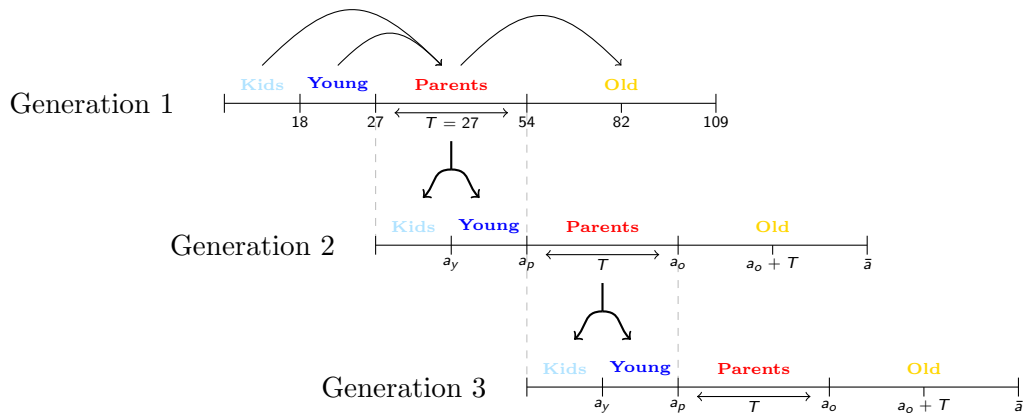 Kids Young Parents Old
Generation 1
18 27 T = 27 54 82 109
Kids Young Parents Old
Generation 2
a_y a_p T a_o a_o + T ā
Kids Young Parents Old
Generation 3
a_y a_p T a_o a_o + T ā